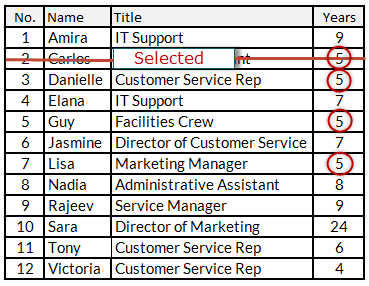 No. Name Title Years
1 Amira IT Support 9
2 Carlos Selected nt 5
3 Danielle Customer Service Rep 5
4 Elana IT Support 7
5 Guy Facilities Crew 5
6 Jasmine Director of Customer Service 7
7 Lisa Marketing Manager 5
8 Nadia Administrative Assistant 8
9 Rajeev Service Manager 9
10 Sara Director of Marketing 24
11 Tony Customer Service Rep 6
12 Victoria Customer Service Rep 4